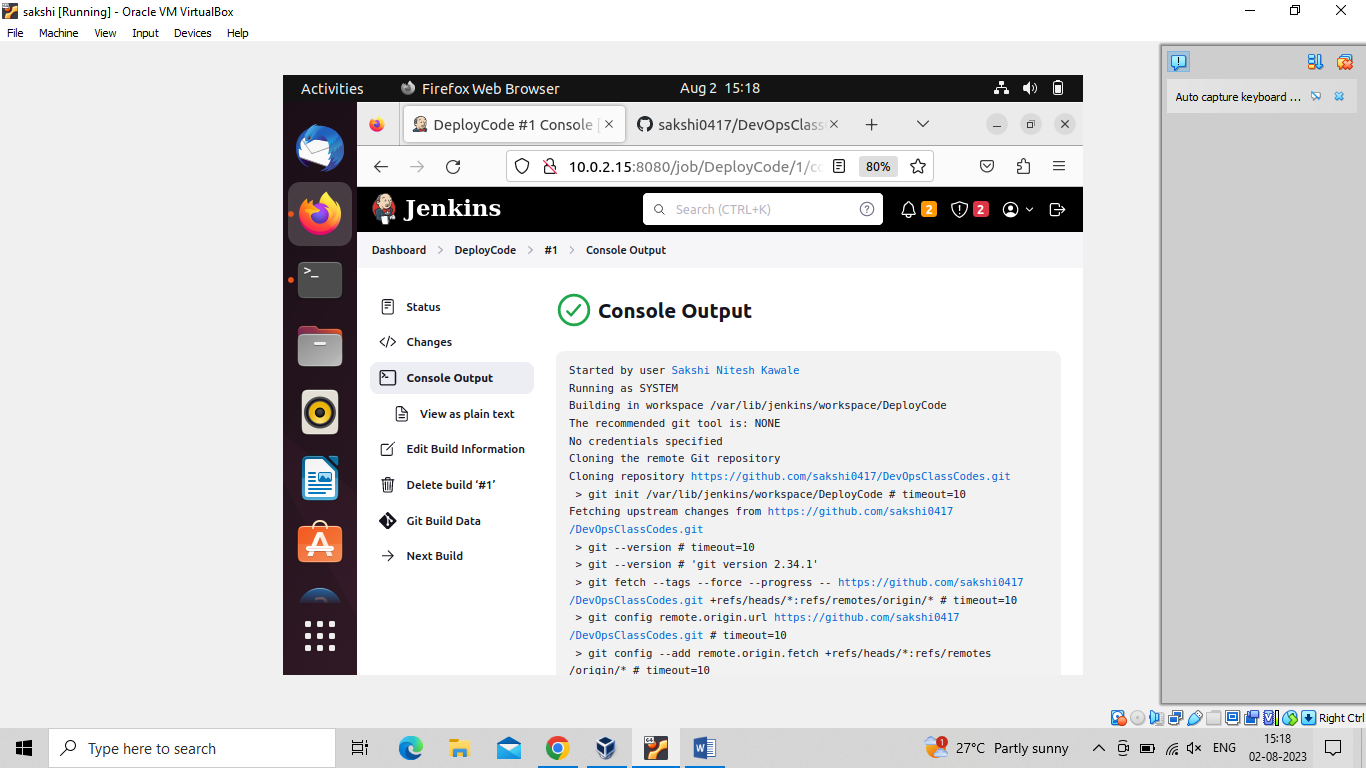 sakshi [Running] - Oracle VM VirtualBox
File Machine View Input Devices Help
Auto capture keyboard ...
Activities Firefox Web Browser Aug 2 15:18
DeployCode #1 Console [ sakshi0417/DevOpsClass
10.0.2.15:8080/job/DeployCode/1/co 80%
Jenkins Search (CTRL+K) 2 2
Dashboard DeployCode #1 Console Output
Status
Changes
Console Output
View as plain text
Edit Build Information
Delete build ‘#1’
Git Build Data
Next Build
Console Output
Started by user Sakshi Nitesh Kawale
Running as SYSTEM
Building in workspace /var/lib/jenkins/workspace/DeployCode
The recommended git tool is: NONE
No credentials specified
Cloning the remote Git repository
Cloning repository https://github.com/sakshi0417/DevOpsClassCodes.git
> git init /var/lib/jenkins/workspace/DeployCode # timeout=10
Fetching upstream changes from https://github.com/sakshi0417
/DevOpsClassCodes.git
> git --version # timeout=10
> git --version # 'git version 2.34.1'
> git fetch --tags --force --progress -- https://github.com/sakshi0417
/DevOpsClassCodes.git +refs/heads/*:refs/remotes/origin/* # timeout=10
> git config remote.origin.url https://github.com/sakshi0417
/DevOpsClassCodes.git # timeout=10
> git config --add remote.origin.fetch +refs/heads/*:refs/remotes
/origin/* # timeout=10
Right Ctrl
Type here to search 1 27°C Partly sunny ENG 15:18
02-08-2023